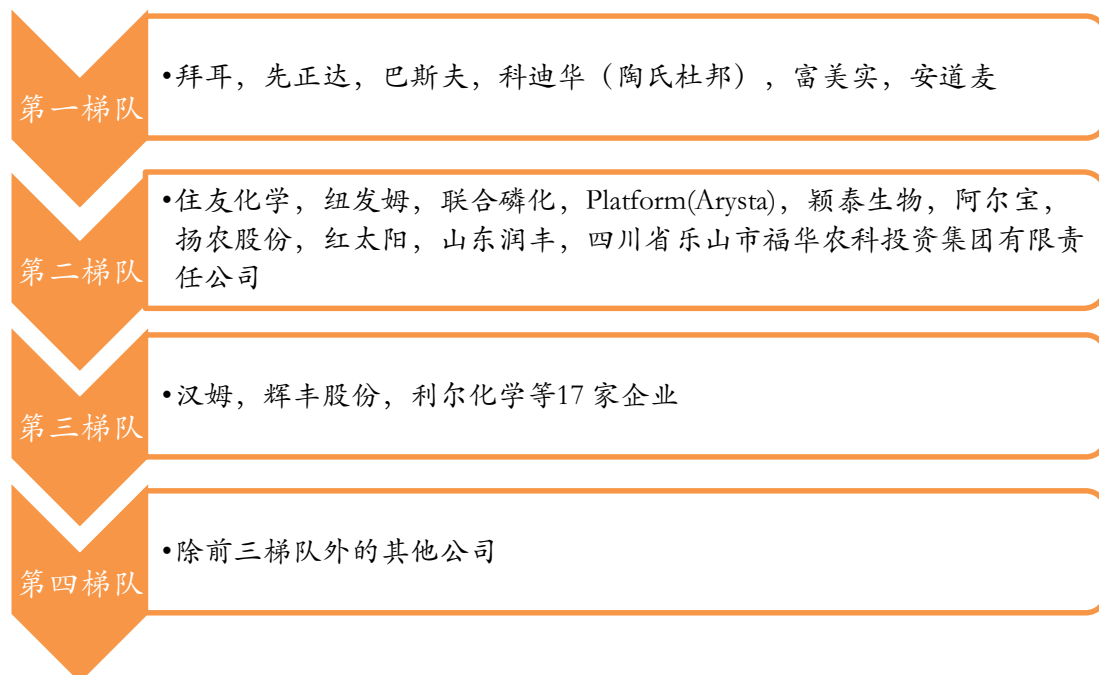 第一梯队
•拜耳，先正达，巴斯夫，科迪华（陶氏杜邦），富美实，安道麦
第二梯队
•住友化学，纽发姆，联合磷化，Platform(Arysta)，颖泰生物，阿尔宝，
扬农股份，红太阳，山东润丰，四川省乐山市福华农科投资集团有限责
任公司
第三梯队
•汉姆，辉丰股份，利尔化学等17 家企业
第四梯队
•除前三梯队外的其他公司